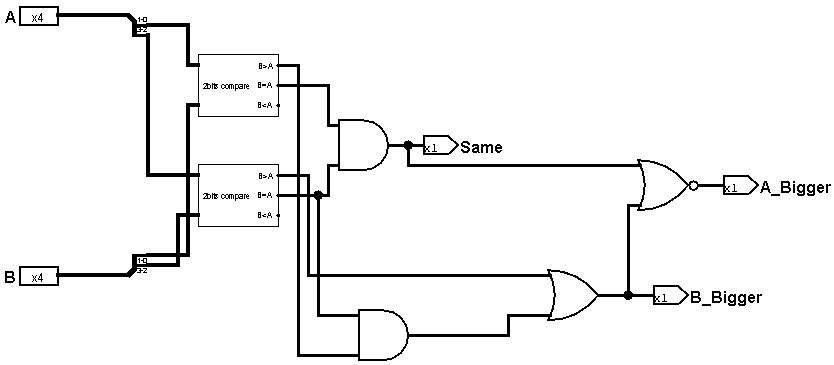 A
x4
1-0
3-2
2bits compare
B>A
B=A
B<A
x1
Same
2bits compare
B>A
B=A
B<A
x1
A_Bigger
B
x4
1-0
3-2
x1
B_Bigger